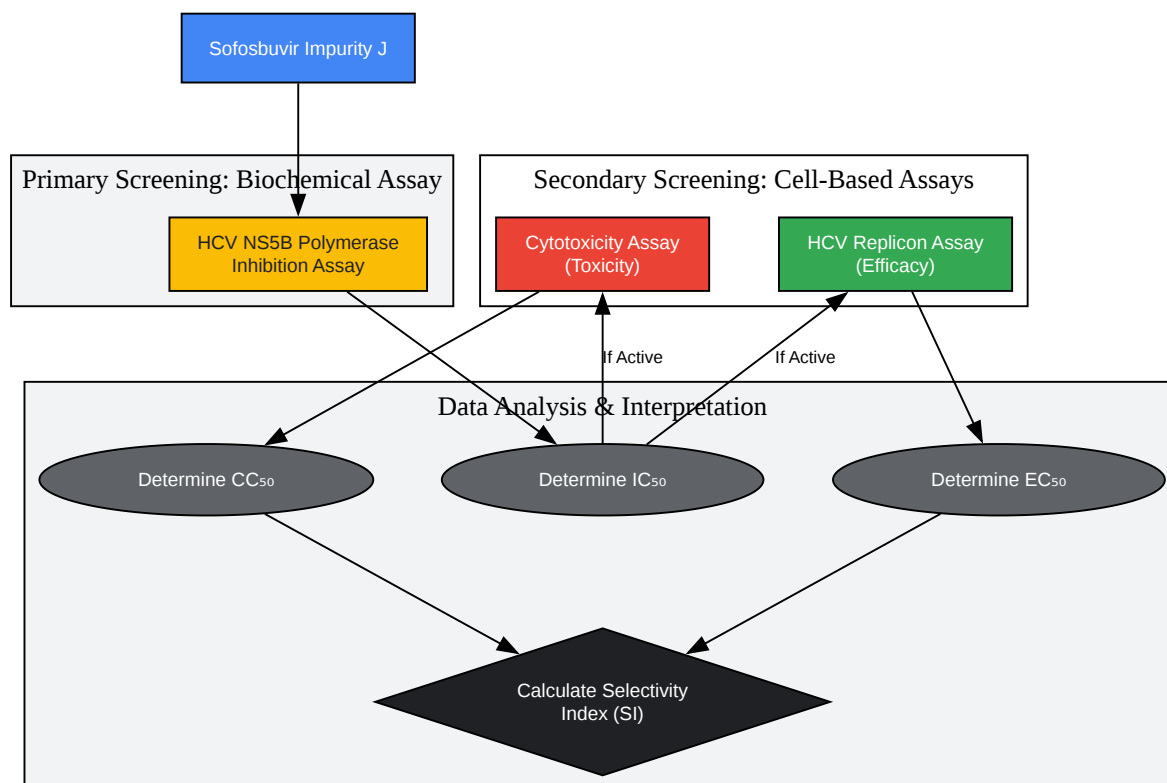 Sofosbuvir Impurity J
Primary Screening: Biochemical Assay
Secondary Screening: Cell-Based Assays
HCV NS5B Polymerase
Inhibition Assay
Cytotoxicity Assay
(Toxicity)
HCV Replicon Assay
(Efficacy)
If Active
If Active
Data Analysis & Interpretation
Determine CC₅₀
Determine IC₅₀
Determine EC₅₀
Calculate Selectivity
Index (SI)